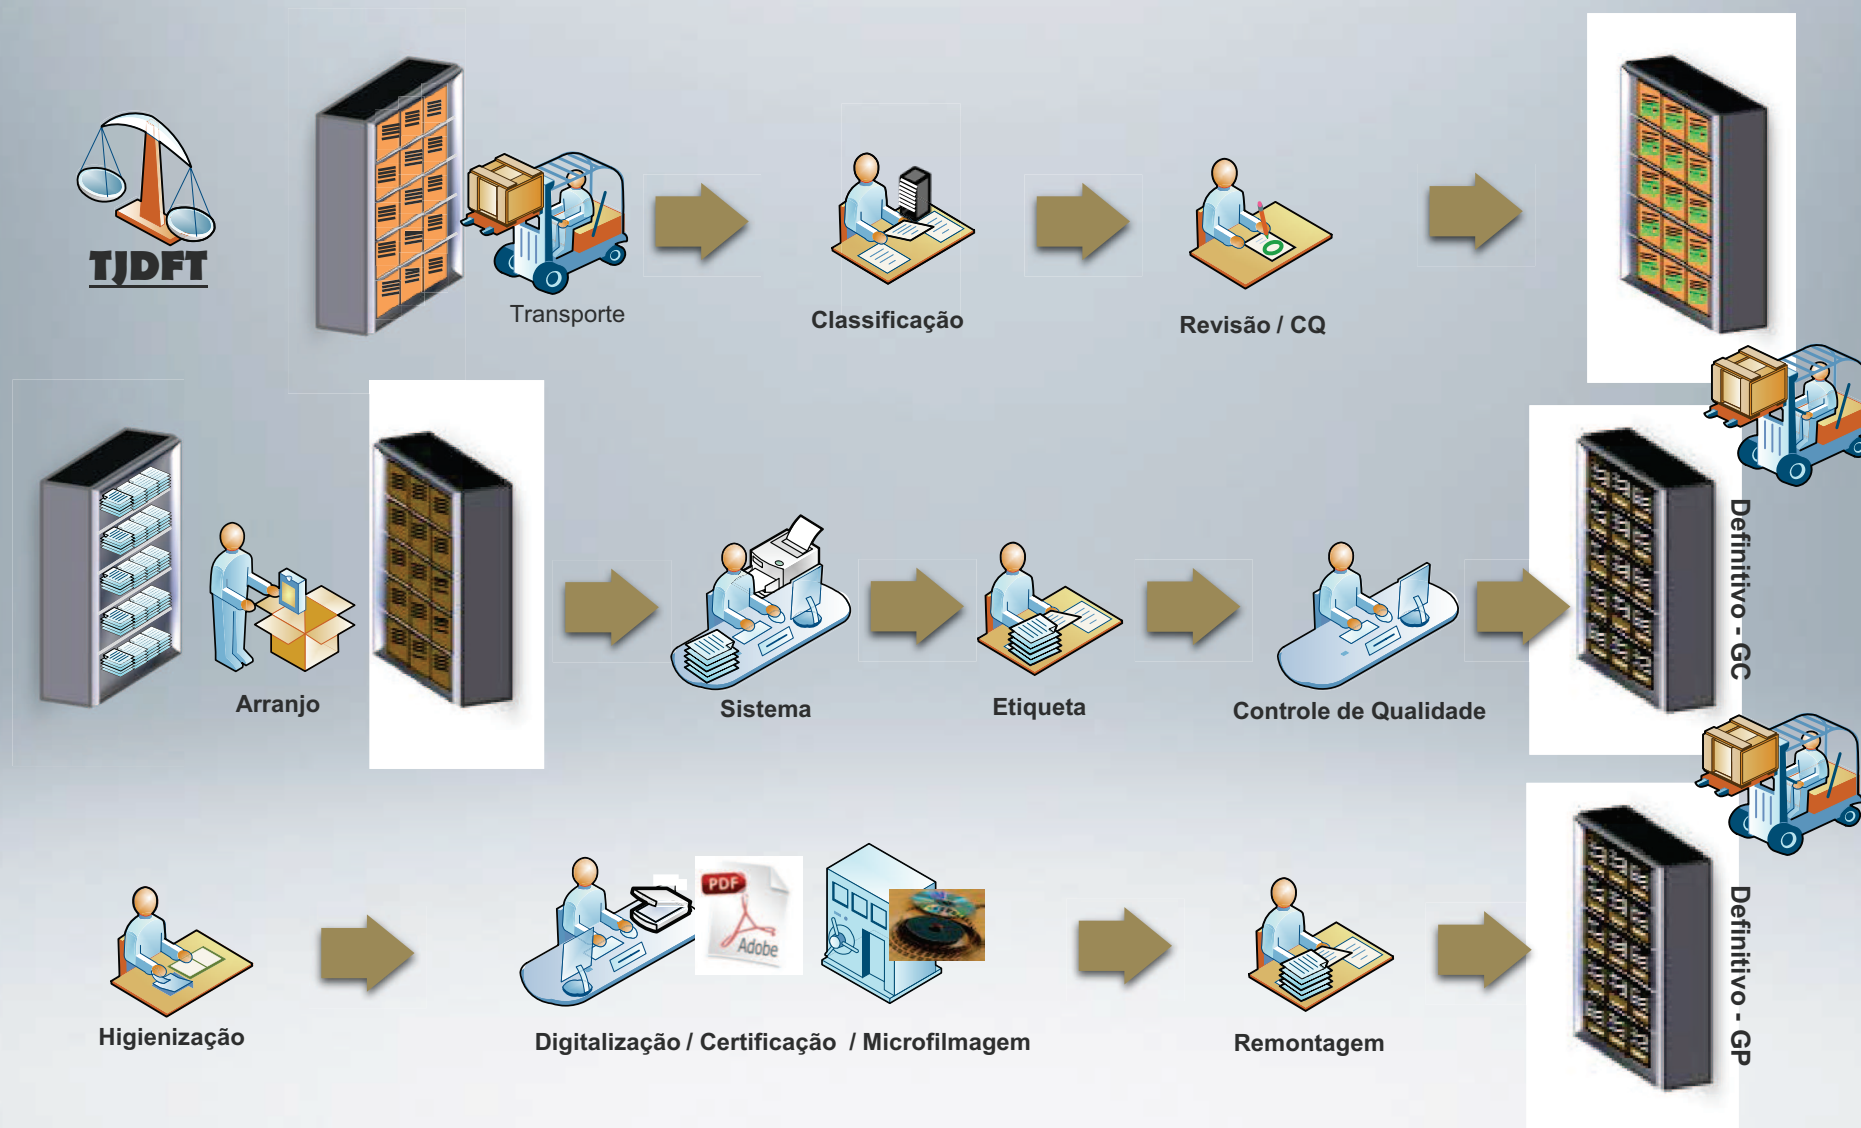 TJDFT
Transporte
Classificação
Revisão / CQ
Arranjo
Sistema
Etiqueta
Controle de Qualidade
Definitivo - GC
Higienização
PDF
Adobe
Digitalização / Certificação / Microfilmagem
Remontagem
Definitivo - GP